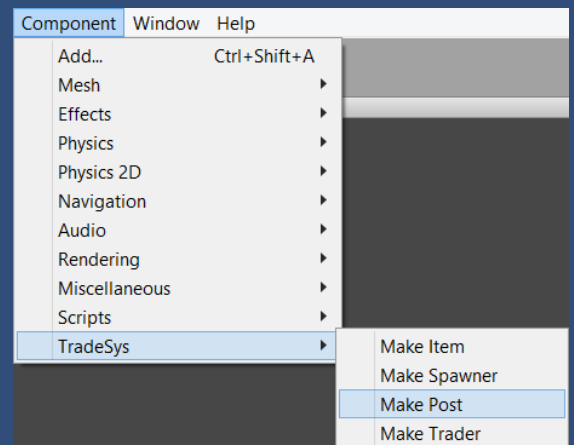 Component Window Help
Add... Ctrl+Shift+A
Mesh
Effects
Physics
Physics 2D
Navigation
Audio
Rendering
Miscellaneous
Scripts
TradeSys
Make Item
Make Spawner
Make Post
Make Trader